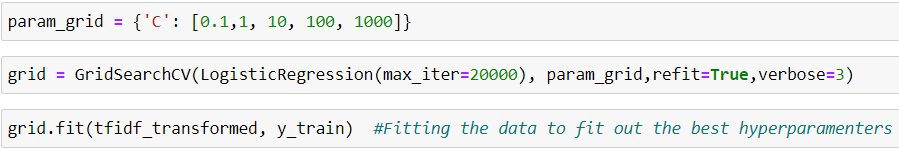 param_grid = {'C': [0.1,1, 10, 100, 1000]}
grid = GridSearchCV(LogisticRegression(max_iter=20000), param_grid,refit=True,verbose=3)
grid.fit(tfidf_transformed, y_train)  #Fitting the data to fit out the best hyperparamenters